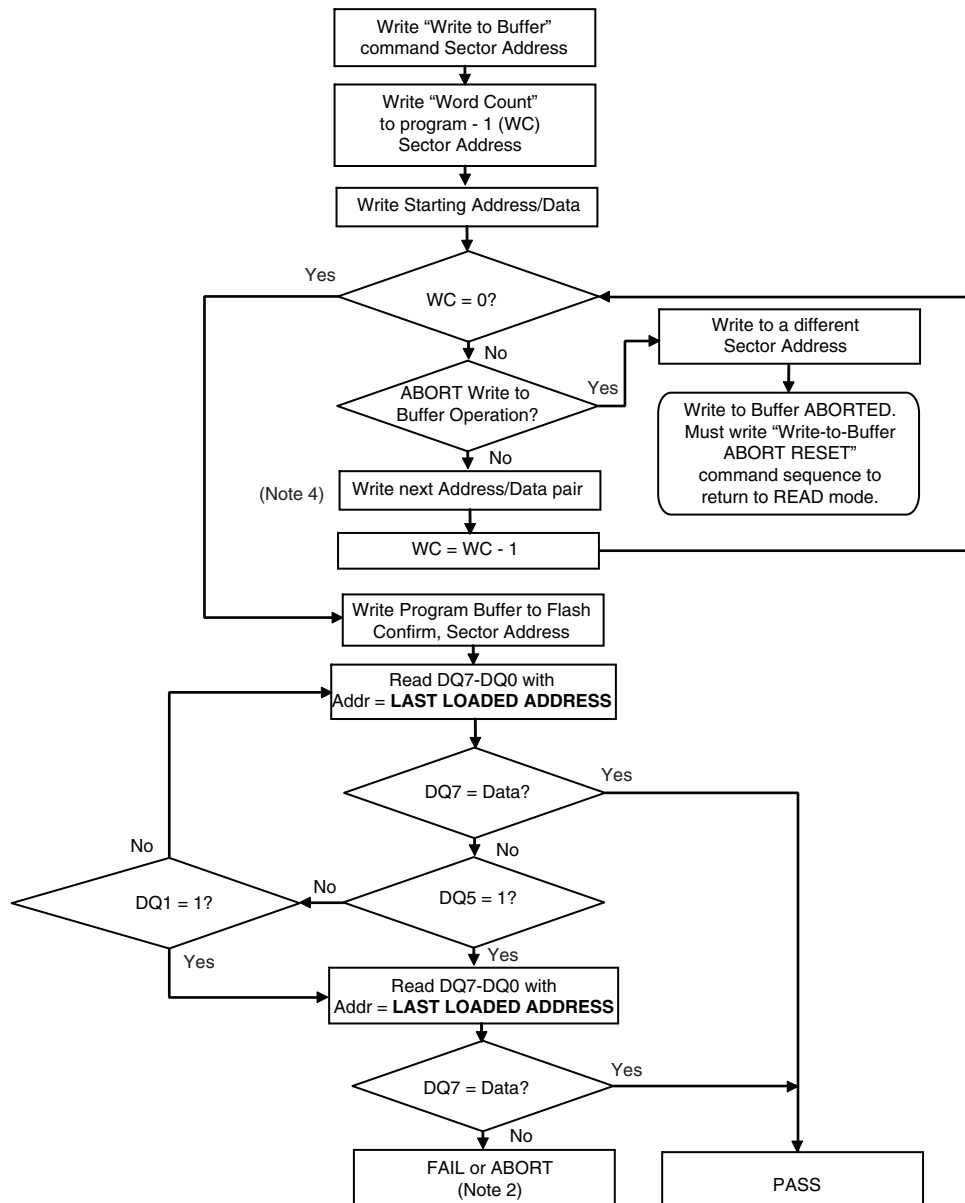 Write “Write to Buffer”
command Sector Address
Write “Word Count”
to program - 1 (WC)
Sector Address
Write Starting Address/Data
Yes
WC = 0?
No
Write to a different
Sector Address
ABORT Write to
Buffer Operation?
Yes
No
Write to Buffer ABORTED.
Must write “Write-to-Buffer
ABORT RESET”
command sequence to
return to READ mode.
(Note 4)
Write next Address/Data pair
WC = WC - 1
Write Program Buffer to Flash
Confirm, Sector Address
Read DQ7-DQ0 with
Addr = LAST LOADED ADDRESS
DQ7 = Data?
Yes
No
No
DQ1 = 1?
No
DQ5 = 1?
Yes
Yes
Read DQ7-DQ0 with
Addr = LAST LOADED ADDRESS
DQ7 = Data?
Yes
No
FAIL or ABORT
(Note 2)
PASS